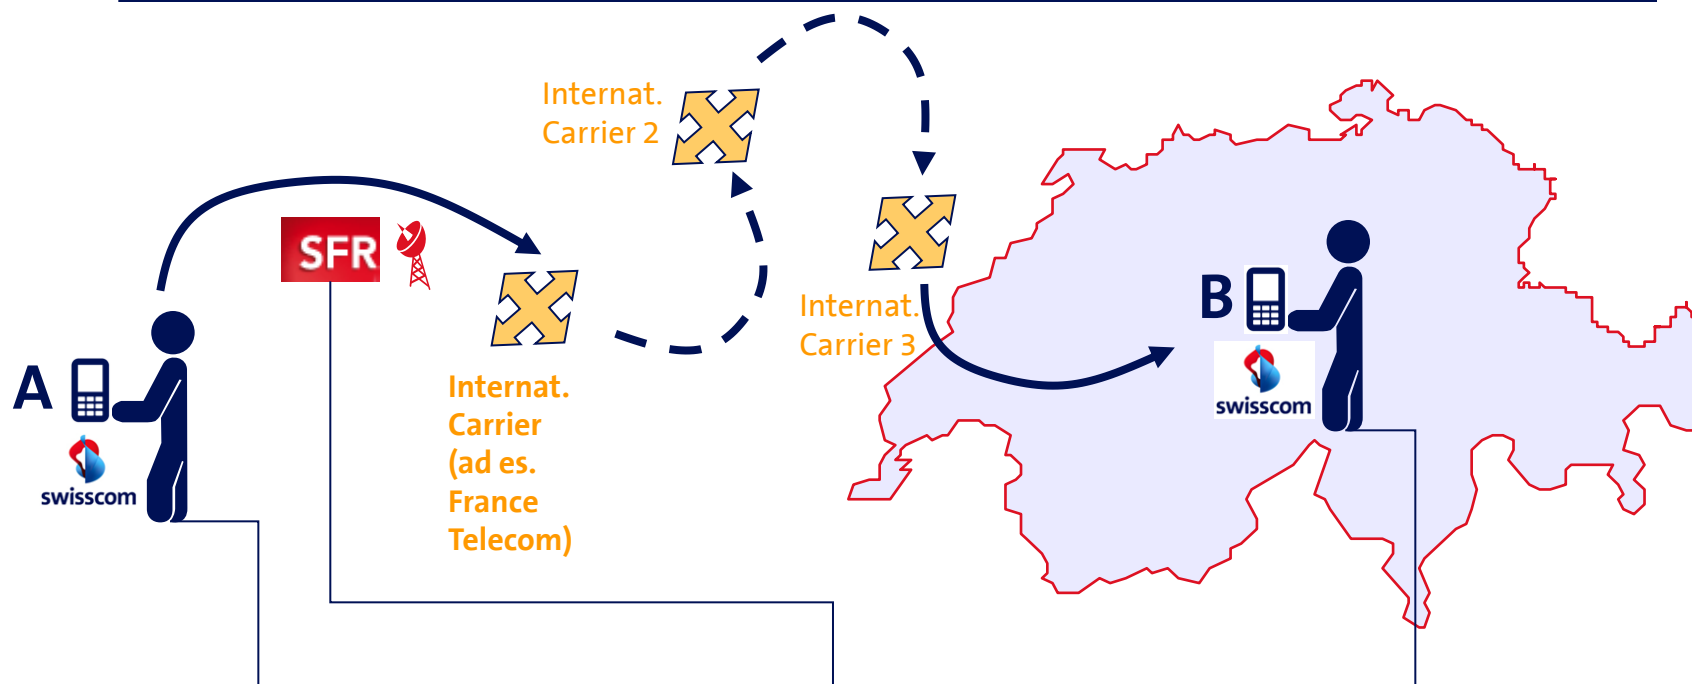 Internat.
Carrier 2
SFR
Internat.
Carrier
(ad es.
France
Telecom)
Internat.
Carrier 3
A
swisscom
B
swisscom